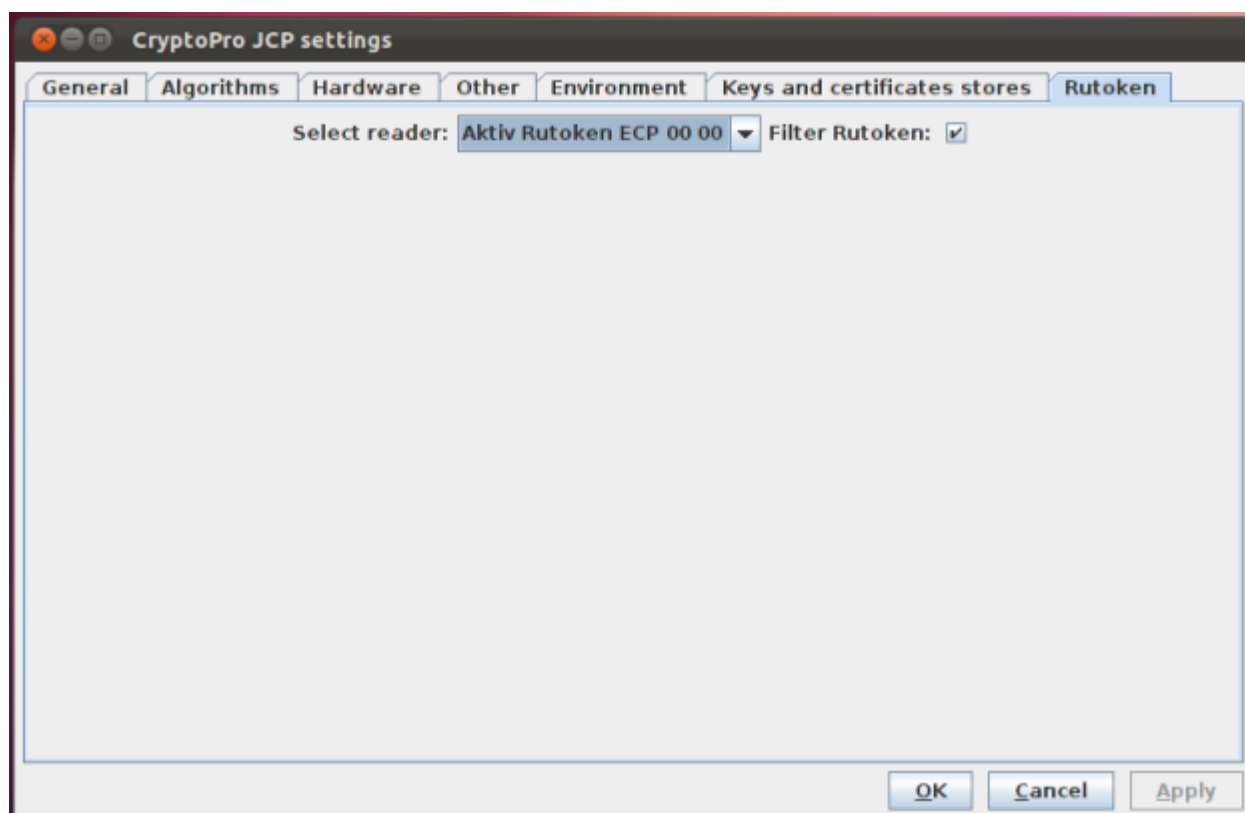 CryptoPro JCP settings
General Algorithms Hardware Other Environment Keys and certificates stores Rutoken
Select reader: Aktiv Rutoken ECP 00 00 Filter Rutoken:
OK Cancel Apply